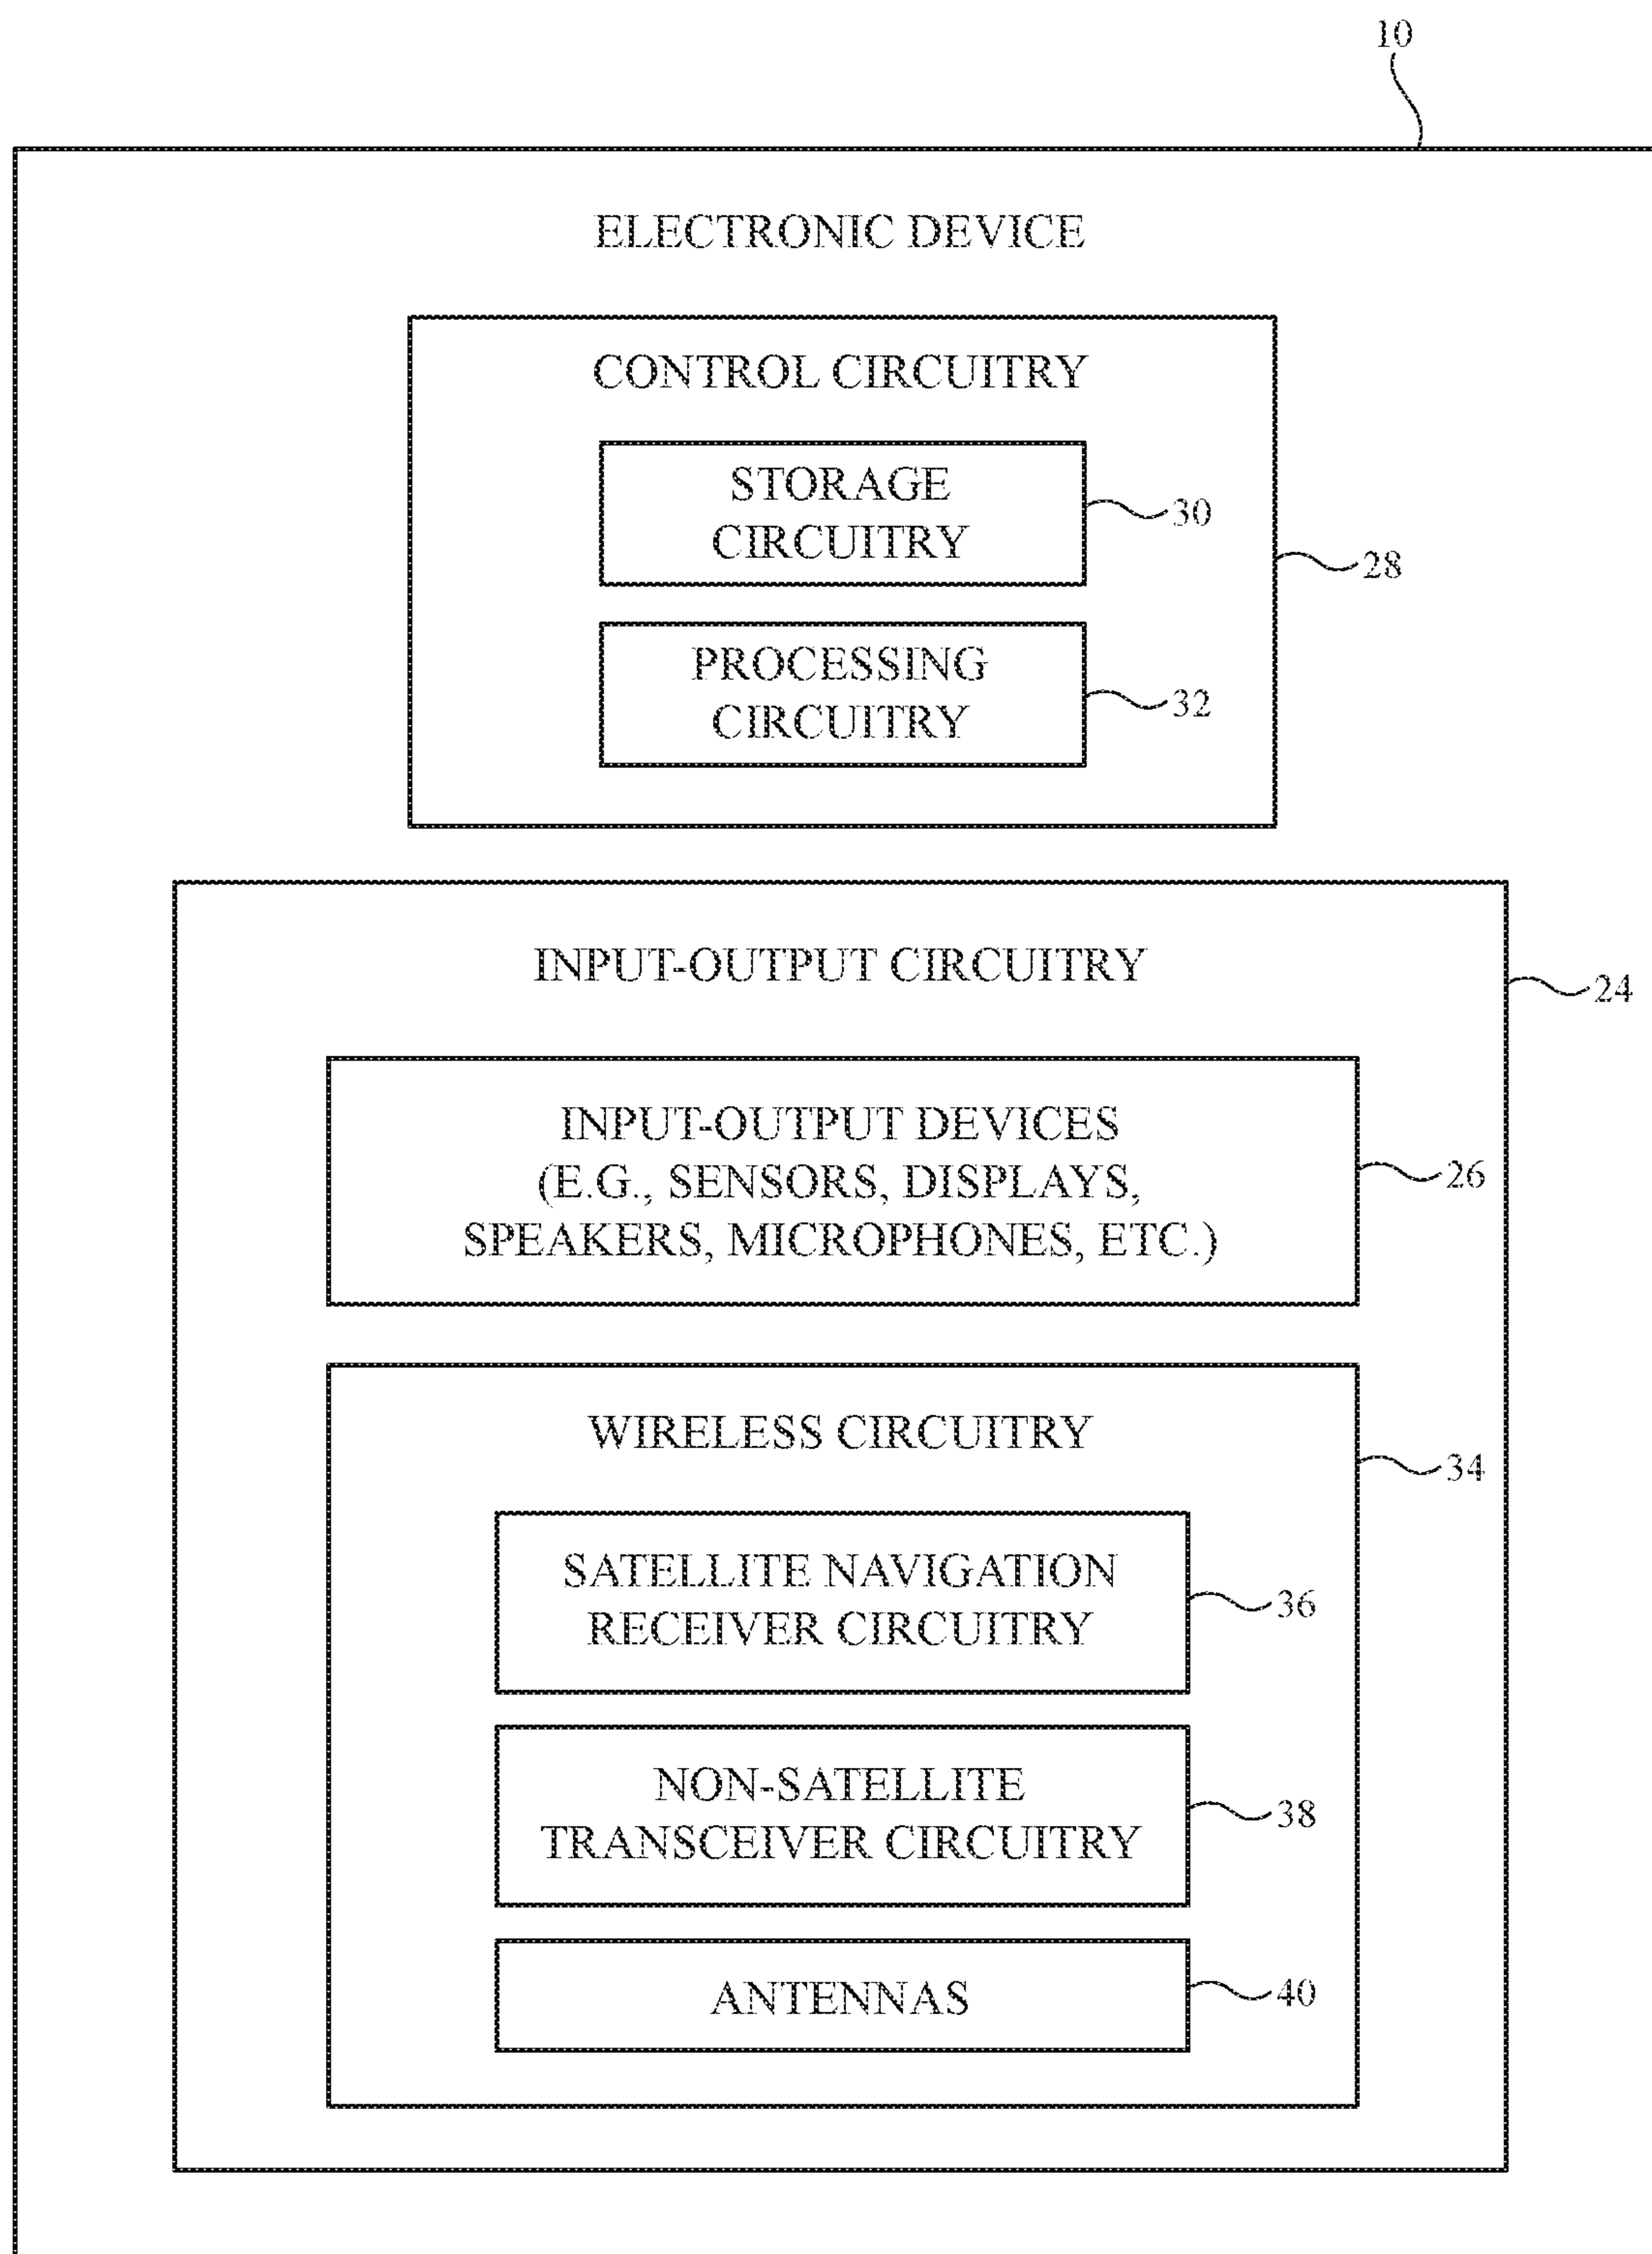 10
ELECTRONIC DEVICE
CONTROL CIRCUITRY
STORAGE
CIRCUITRY
30
28
PROCESSING
CIRCUITRY
32
INPUT-OUTPUT CIRCUITRY
24
INPUT-OUTPUT DEVICES
(E.G., SENSORS, DISPLAYS,
SPEAKERS, MICROPHONES, ETC.)
26
WIRELESS CIRCUITRY
34
SATELLITE NAVIGATION
RECEIVER CIRCUITRY
36
NON-SATELLITE
TRANSCEIVER CIRCUITRY
38
ANTENNAS
40